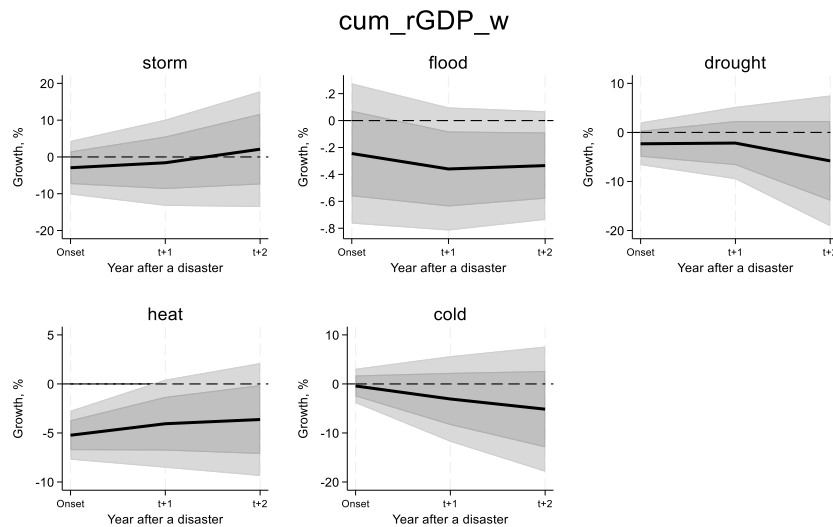 cum_rGDP_w
storm
Growth, %
20
10
0
-10
-20
Onset
t+1
t+2
Year after a disaster
flood
Growth, %
.2
0
-.2
-.4
-.6
-.8
Onset
t+1
t+2
Year after a disaster
drought
Growth, %
10
0
-10
-20
Onset
t+1
t+2
Year after a disaster
heat
Growth, %
5
0
-5
-10
Onset
t+1
t+2
Year after a disaster
cold
Growth, %
10
0
-10
-20
Onset
t+1
t+2
Year after a disaster